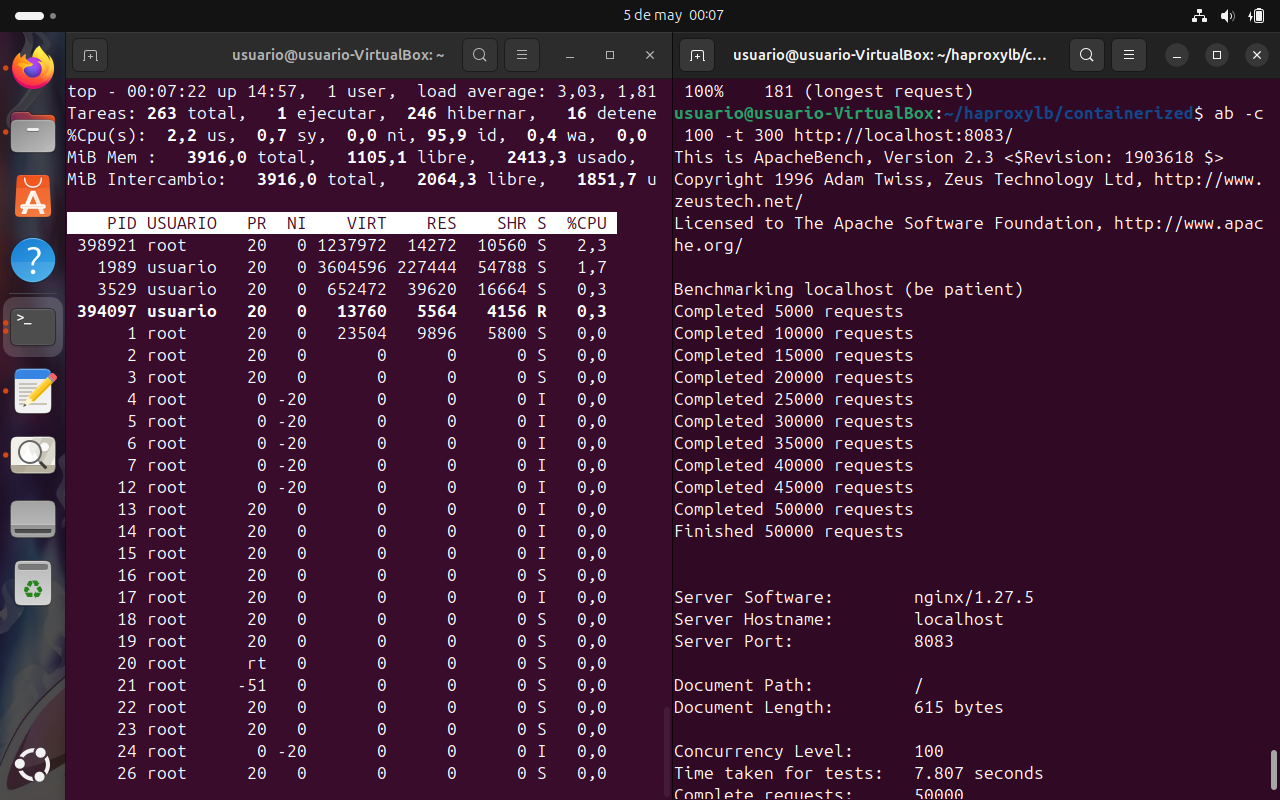 5 de may 00:07
usuario@usuario-VirtualBox: ~
top - 00:07:22 up 14:57,  1 user,  load average: 3,03, 1,81
Tareas: 263 total,   1 ejecutar, 246 hibernar,   16 detene
%Cpu(s):  2,2 us,  0,7 sy,  0,0 ni, 95,9 id,  0,4 wa,  0,0
MiB Mem :   3916,0 total,   1105,1 libre,   2413,3 usado,
MiB Intercambio:   3916,0 total,   2064,3 libre,   1851,7 u
PID USUARIO   PR  NI    VIRT    RES    SHR S  %CPU
398921 root      20   0 1237972  14272  10560 S   2,3
1989 usuario   20   0 3604596 227444  54788 S   1,7
3529 usuario   20   0  652472  39620  16664 S   0,3
394097 usuario   20   0   13760   5564   4156 R   0,3
1 root      20   0   23504   9896   5800 S   0,0
2 root      20   0       0      0      0 S   0,0
3 root      20   0       0      0      0 S   0,0
4 root       0 -20       0      0      0 I   0,0
5 root       0 -20       0      0      0 I   0,0
6 root       0 -20       0      0      0 I   0,0
7 root       0 -20       0      0      0 I   0,0
12 root       0 -20       0      0      0 I   0,0
13 root      20   0       0      0      0 I   0,0
14 root      20   0       0      0      0 I   0,0
15 root      20   0       0      0      0 I   0,0
16 root      20   0       0      0      0 S   0,0
17 root      20   0       0      0      0 I   0,0
18 root      20   0       0      0      0 S   0,0
19 root      20   0       0      0      0 S   0,0
20 root      rt   0       0      0      0 S   0,0
21 root     -51   0       0      0      0 S   0,0
22 root      20   0       0      0      0 S   0,0
23 root      20   0       0      0      0 S   0,0
24 root       0 -20       0      0      0 I   0,0
26 root      20   0       0      0      0 S   0,0
usuario@usuario-VirtualBox: ~/haproxylb/c...
100%    181 (longest request)
usuario@usuario-VirtualBox:~/haproxylb/containerized$ ab -c
100 -t 300 http://localhost:8083/
This is ApacheBench, Version 2.3 <$Revision: 1903618 $>
Copyright 1996 Adam Twiss, Zeus Technology Ltd, http://www.
zeustech.net/
Licensed to The Apache Software Foundation, http://www.apac
he.org/
Benchmarking localhost (be patient)
Completed 5000 requests
Completed 10000 requests
Completed 15000 requests
Completed 20000 requests
Completed 25000 requests
Completed 30000 requests
Completed 35000 requests
Completed 40000 requests
Completed 45000 requests
Completed 50000 requests
Finished 50000 requests
Server Software:        nginx/1.27.5
Server Hostname:        localhost
Server Port:            8083
Document Path:          /
Document Length:        615 bytes
Concurrency Level:      100
Time taken for tests:   7.807 seconds
Complete requests:      50000